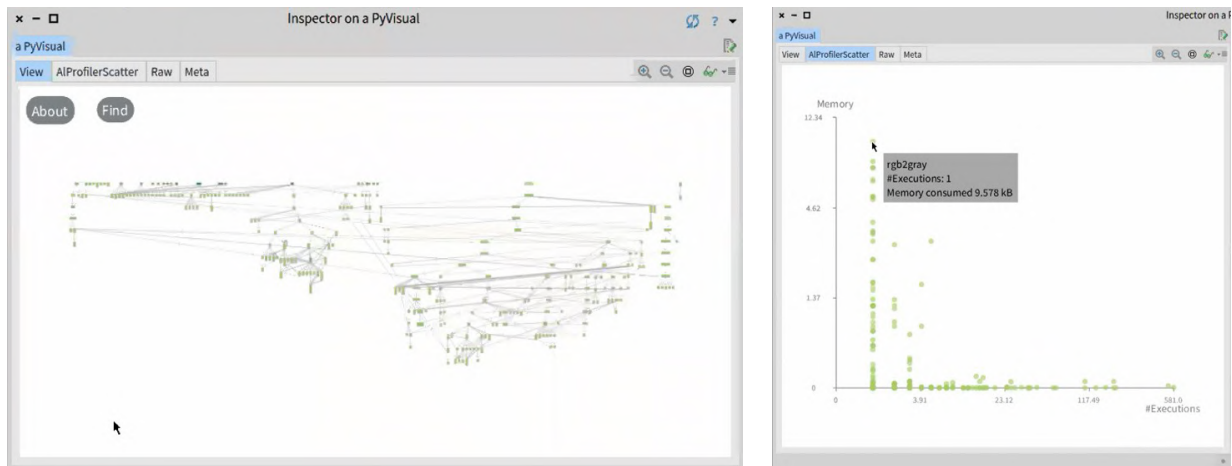 Inspector on a PyVisual
?
a PyVisual
View AIProfilerScatter Raw Meta
About Find
Inspector on a P
a PyVisual
View AIProfilerScatter Raw Meta
Memory
12.34
rgb2gray
#Executions: 1
Memory consumed 9.578 kB
4.62
1.37
0
0 3.91 23.12 117.49 581.0
#Executions